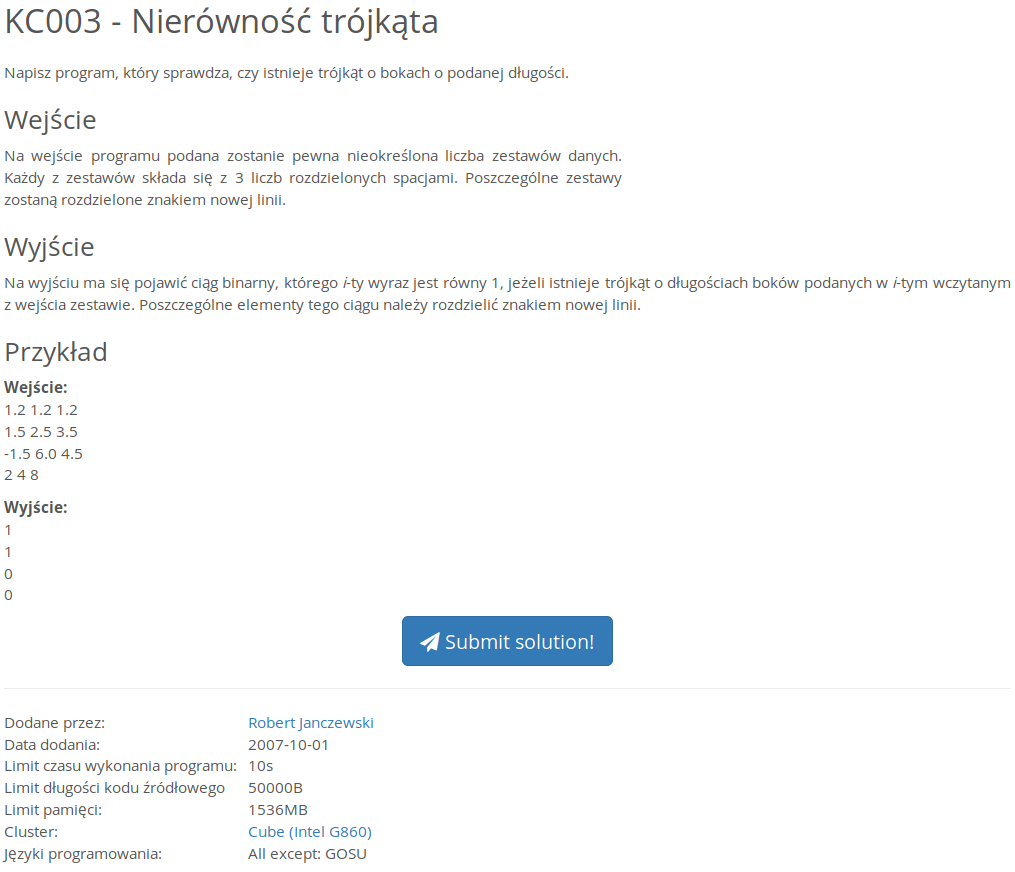 KC003 - Nierówność trójkąta
Napisz program, który sprawdza, czy istnieje trójkąt o bokach o podanej długości.
Wejście
Na wejście programu podana zostanie pewna nieokreślona liczba zestawów danych.
Każdy z zestawów składa się z 3 liczb rozdzielonych spacjami. Poszczególne zestawy
zostaną rozdzielone znakiem nowej linii.
Wyjście
Na wyjściu ma się pojawić ciąg binarny, którego i-ty wyraz jest równy 1, jeżeli istnieje trójkąt o długościach boków podanych w i-tym wczytanym
z wejścia zestawie. Poszczególne elementy tego ciągu należy rozdzielić znakiem nowej linii.
Przykład
Wejście:
1.2 1.2 1.2
1.5 2.5 3.5
-1.5 6.0 4.5
2 4 8
Wyjście:
1
1
0
0
Submit solution!
Dodane przez: Robert Janczewski
Data dodania: 2007-10-01
Limit czasu wykonania programu: 10s
Limit długości kodu źródłowego 50000B
Limit pamięci: 1536MB
Cluster: Cube (Intel G860)
Języki programowania: All except: GOSU